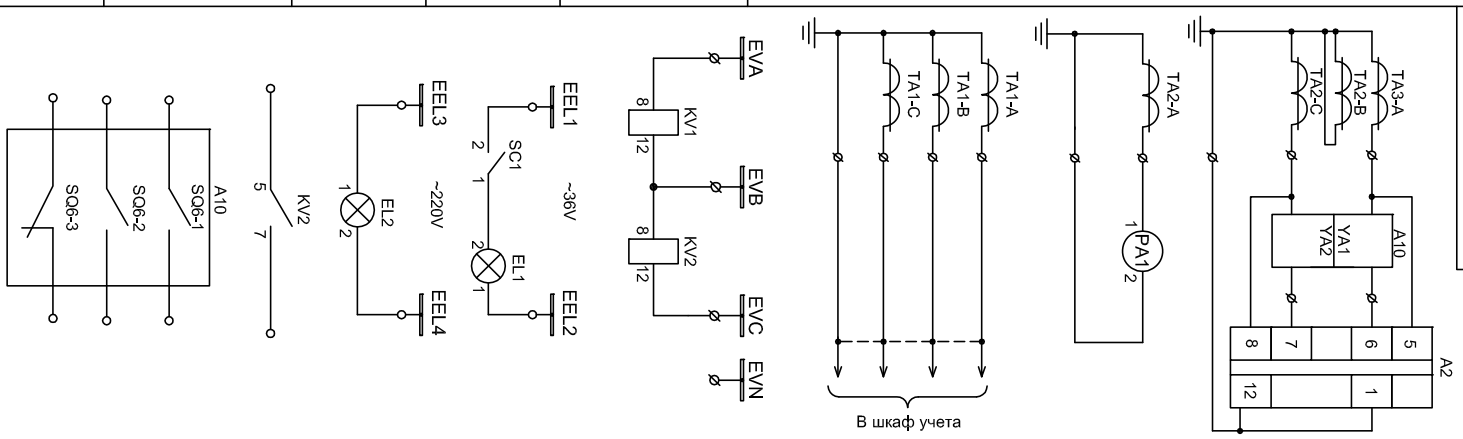 TA3-A
TA2-B
TA2-C
A10
YA1
YA2
A2
5
6
7
8
1
12
TA2-A
1
PA1
2
TA1-A
TA1-B
TA1-C
В шкаф учета
EVA
8
KV1
12
EVB
8
KV2
12
EVC
EVN
EEL1
2
SC1
1
~36V
2
EL1
1
EEL2
EEL3
~220V
1
EL2
2
EEL4
5
KV2
7
A10
SQ6-1
SQ6-2
SQ6-3